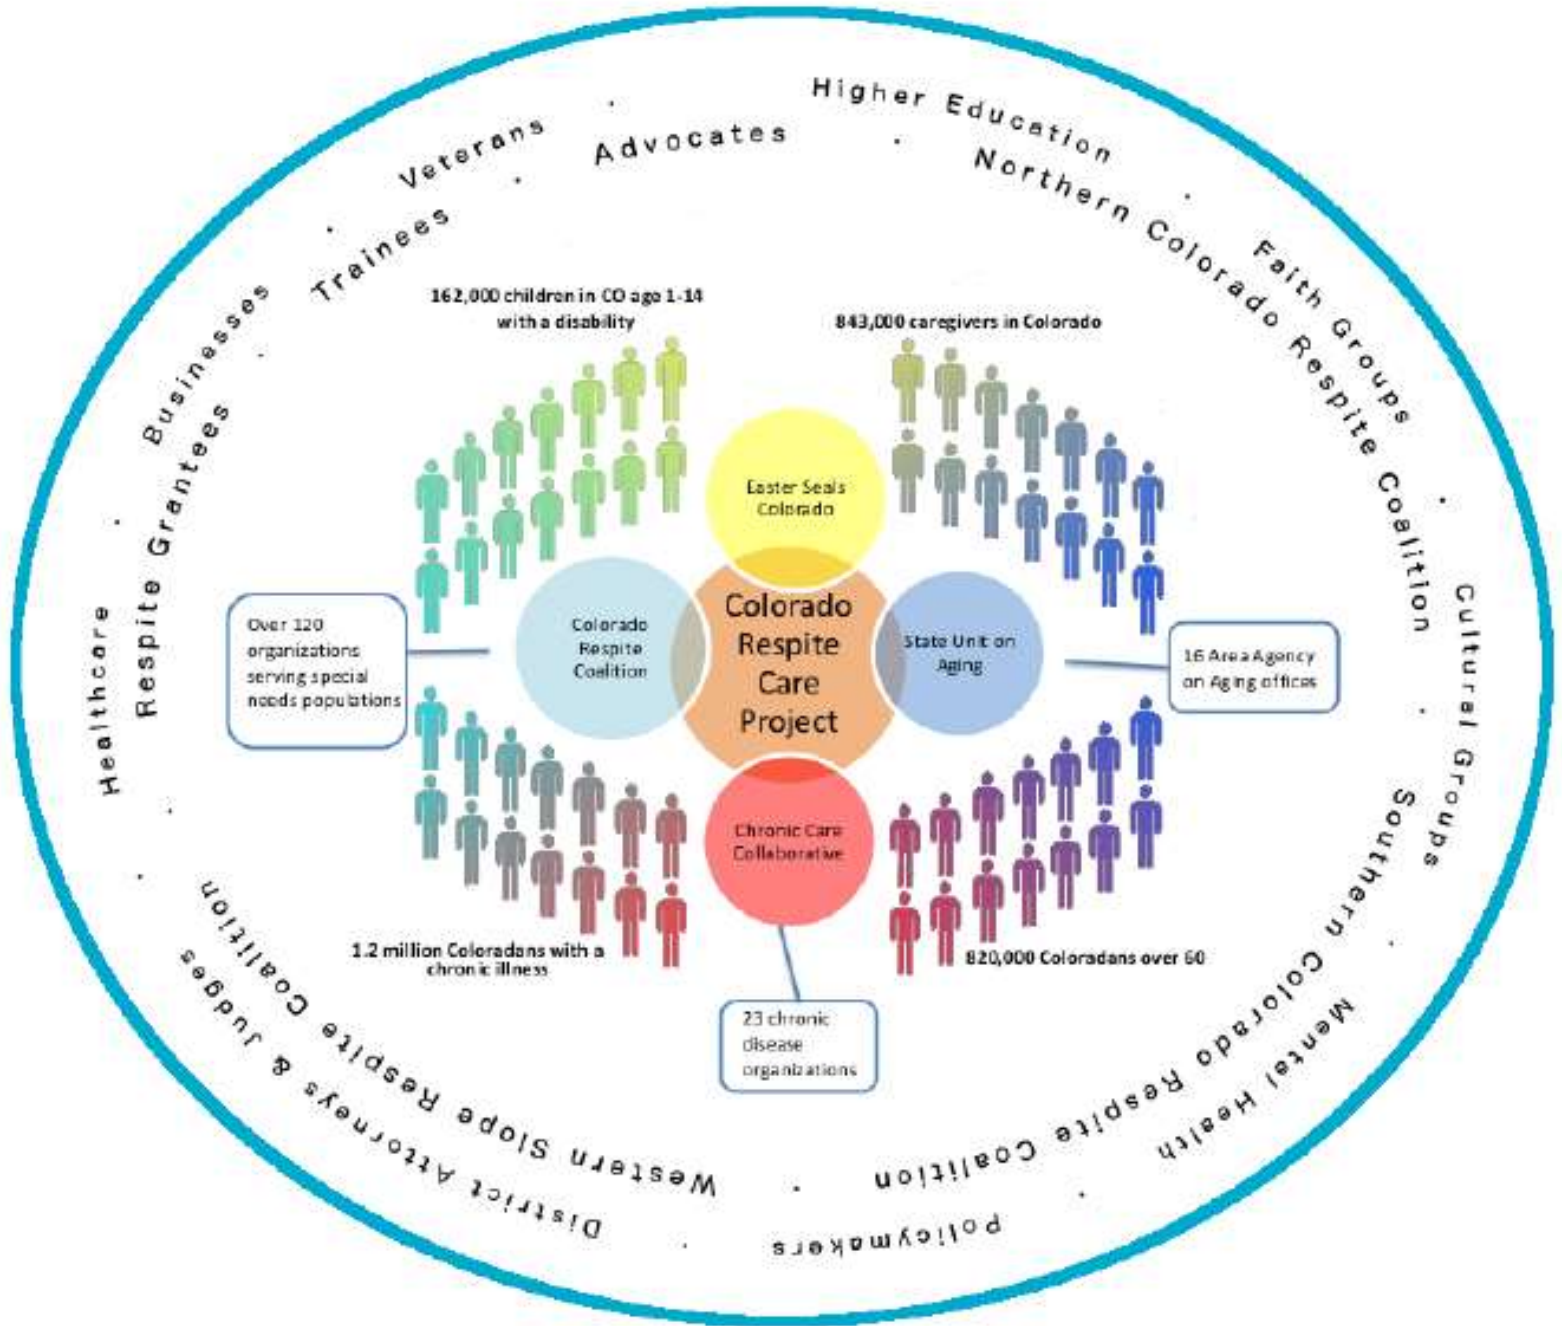 Higher Education
Veterans
Advocates
Northern Colorado Respite Coalition
Trainees
Faith Groups
Businesses
Respite Grantees
162,000 children in CO age 1-14
with a disability
843,000 caregivers in Colorado
Easter Seals
Colorado
Colorado
Respite
Care
Project
Colorado
Respite
Coalition
State Unit on
Aging
Over 120
organizations
serving special
needs populations
16 Area Agency
on Aging offices
Healthcare
Cultural Groups
Chronic Care
Collaborative
1.2 million Coloradans with a
chronic illness
820,000 Coloradans over 60
23 chronic
disease
organizations
Southern Colorado Respite Coalition
Mental Health
Western Slope Respite Coalition
District Attorneys & Judges
Policymakers